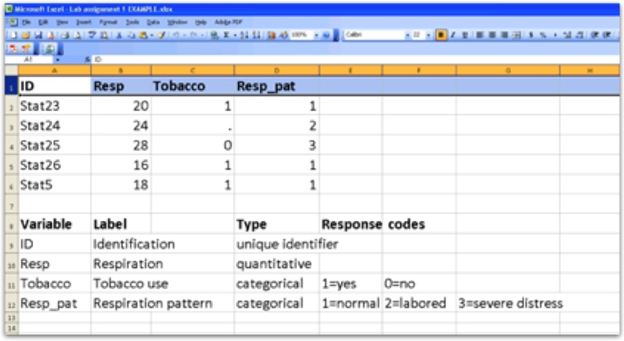 Microsoft Excel - Lab assignment 1 EXAMPLE.xlsx
File Edit View Insert Format Tools Data Window Help Adobe PDF
100% Calibri 22
A1 ID
A B C D E F G H
1 ID Resp Tobacco Resp_pat
2 Stat23 20 1 1
3 Stat24 24 . 2
4 Stat25 28 0 3
5 Stat26 16 1 1
6 Stat5 18 1 1
7
8 Variable Label Type Response codes
9 ID Identification unique identifier
10 Resp Respiration quantitative
11 Tobacco Tobacco use categorical 1=yes 0=no
12 Resp_pat Respiration pattern categorical 1=normal 2=labored 3=severe distress
13
14